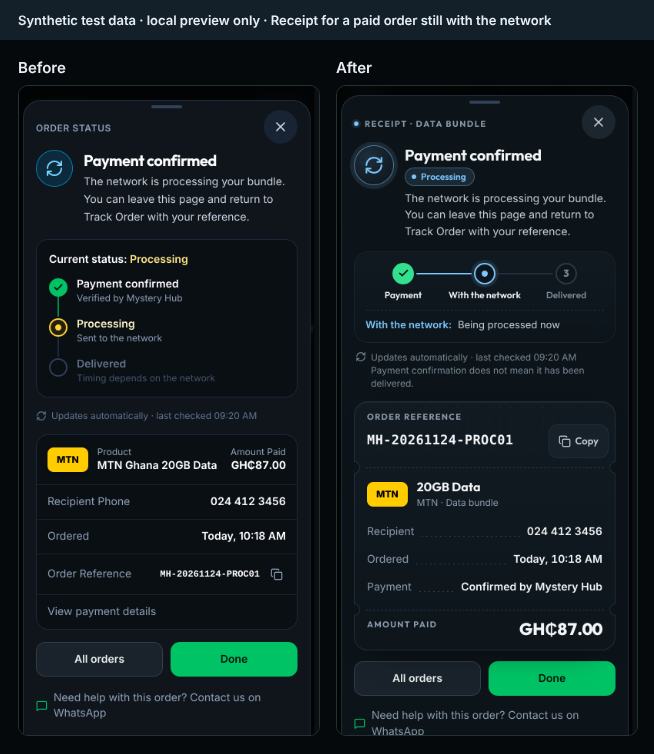 Synthetic test data · local preview only · Receipt for a paid order still with the network
Before
ORDER STATUS
Payment confirmed
The network is processing your bundle.
You can leave this page and return to
Track Order with your reference.
Current status: Processing
Payment confirmed
Verified by Mystery Hub
Processing
Sent to the network
Delivered
Timing depends on the network
Updates automatically · last checked 09:20 AM
MTN
Product
MTN Ghana 20GB Data
Amount Paid
GH₵87.00
Recipient Phone 024 412 3456
Ordered Today, 10:18 AM
Order Reference MH-20261124-PROC01
View payment details
All orders
Done
Need help with this order? Contact us on
WhatsApp
After
RECEIPT · DATA BUNDLE
Payment confirmed
Processing
The network is processing your bundle.
You can leave this page and return to
Track Order with your reference.
3
Payment With the network Delivered
With the network: Being processed now
Updates automatically · last checked 09:20 AM
Payment confirmation does not mean it has been
delivered.
ORDER REFERENCE
MH-20261124-PROC01
Copy
MTN
20GB Data
MTN · Data bundle
Recipient 024 412 3456
Ordered Today, 10:18 AM
Payment Confirmed by Mystery Hub
AMOUNT PAID GH₵87.00
All orders
Done
Need help with this order? Contact us on
WhatsApp